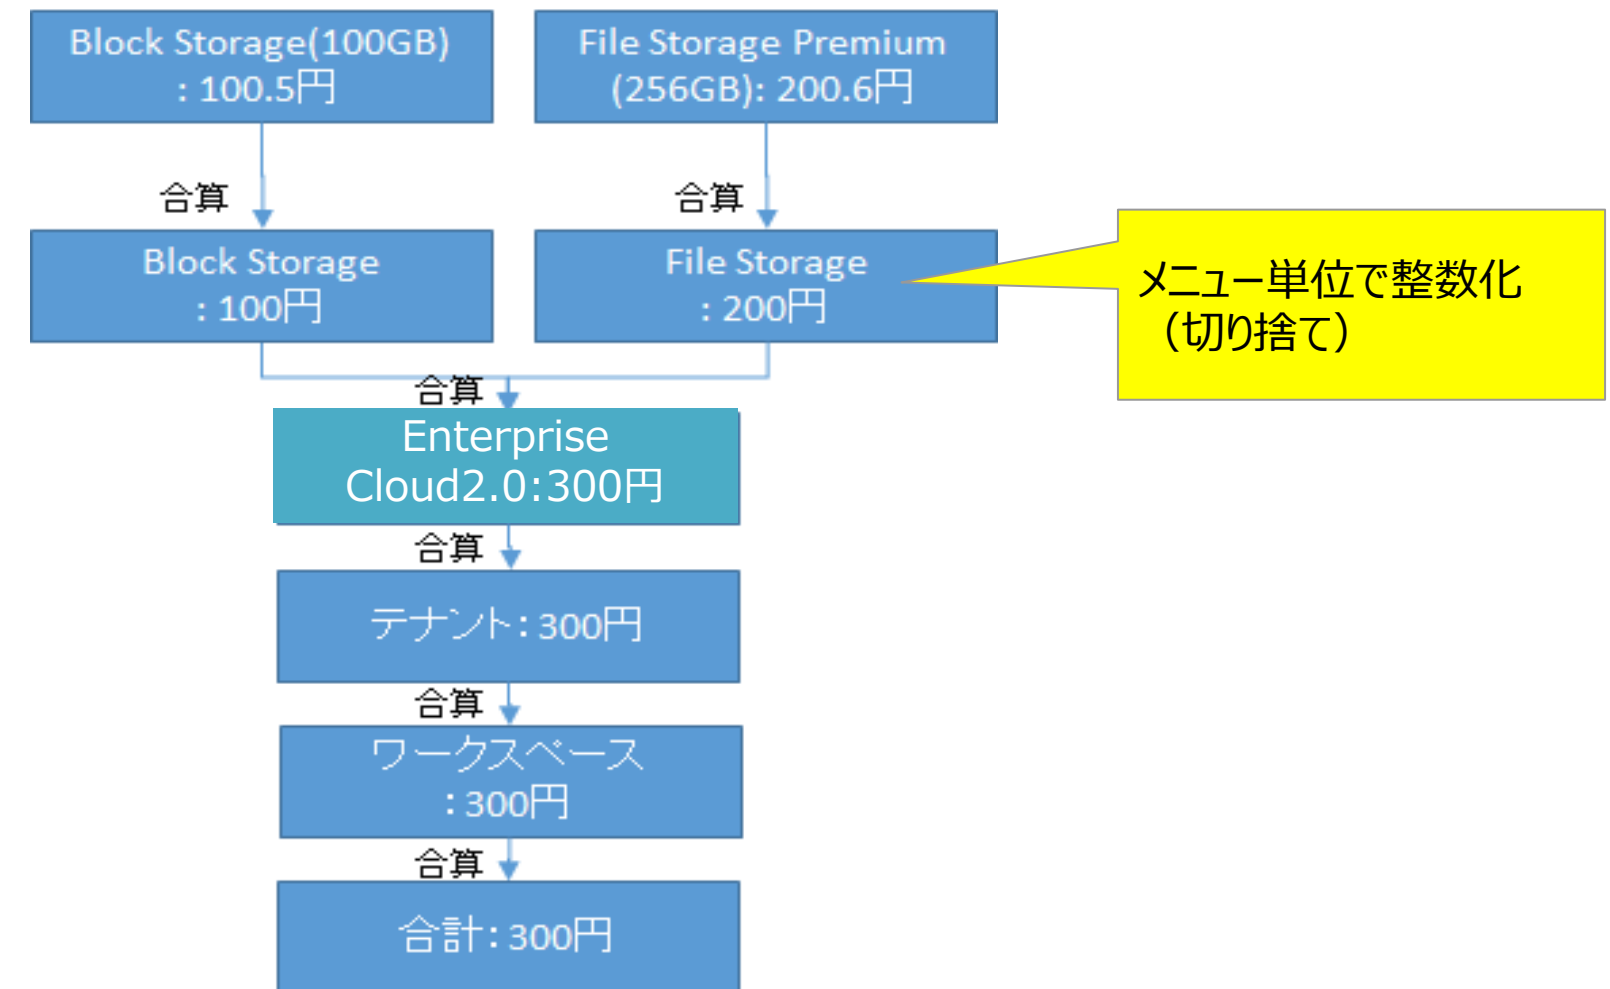 Block Storage(100GB)
: 100.5円
File Storage Premium
(256GB): 200.6円
合算
合算
Block Storage
: 100円
File Storage
: 200円
メニュー単位で整数化
（切り捨て）
合算
Enterprise
Cloud2.0:300円
合算
テナント: 300円
合算
ワークスペース
: 300円
合算
合計: 300円